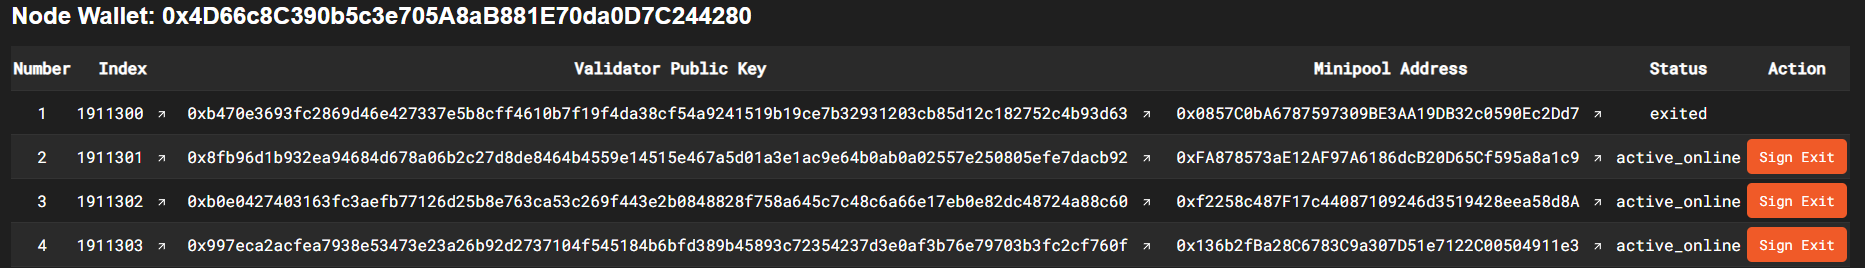 Node Wallet: 0x4D66c8C390b5c3e705A8aB881E70da0D7C244280
Number Index Validator Public Key Minipool Address Status Action
1 1911300 ↗ 0xb470e3693fc2869d46e427337e5b8cff4610b7f19f4da38cf54a9241519b19ce7b32931203cb85d12c182752c4b93d63 ↗ 0x0857C0bA6787597309BE3AA19DB32c0590Ec2Dd7 ↗ exited
2 1911301 ↗ 0x8fb96d1b932ea94684d678a06b2c27d8de8464b4559e14515e467a5d01a3e1ac9e64b0ab0a02557e250805efe7dacb92 ↗ 0xFA878573aE12AF97A6186dcB20D65Cf595a8a1c9 ↗ active_online Sign Exit
3 1911302 ↗ 0xb0e0427403163fc3aefb77126d25b8e763ca53c269f443e2b0848828f758a645c7c48c6a66e17eb0e82dc48724a88c60 ↗ 0xf2258c487F17c44087109246d3519428eea58d8A ↗ active_online Sign Exit
4 1911303 ↗ 0x997eca2acfea7938e53473e23a26b92d2737104f545184b6bfd389b45893c72354237d3e0af3b76e79703b3fc2cf760f ↗ 0x136b2fBa28C6783C9a307D51e7122C00504911e3 ↗ active_online Sign Exit